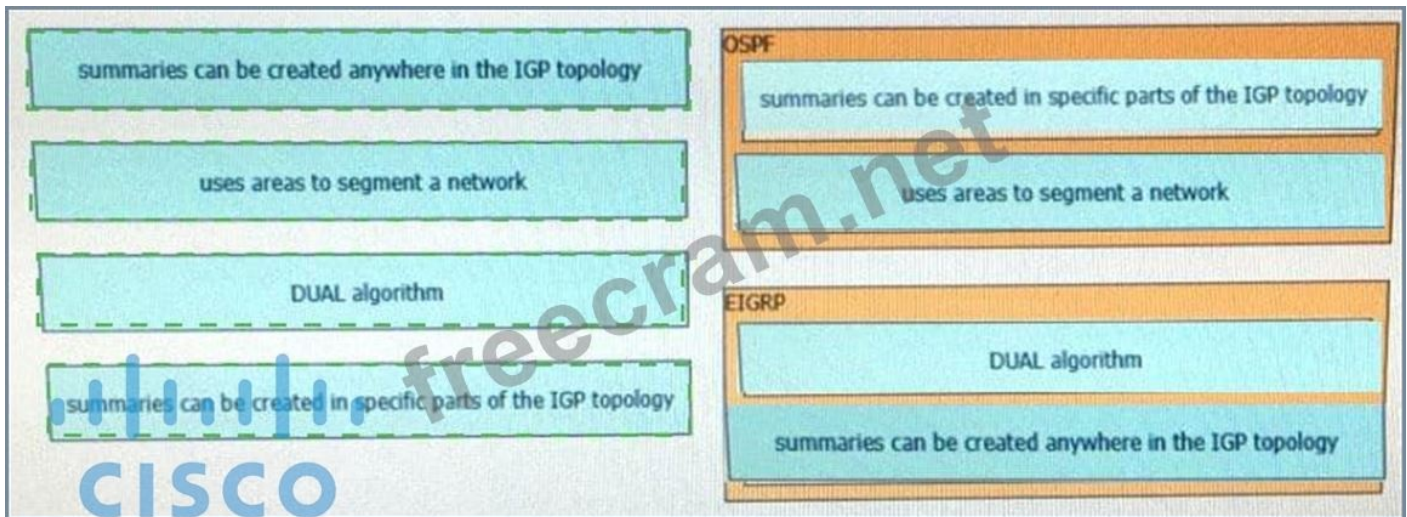 summaries can be created anywhere in the IGP topology
uses areas to segment a network
DUAL algorithm
summaries can be created in specific parts of the IGP topology
OSPF
summaries can be created in specific parts of the IGP topology
uses areas to segment a network
EIGRP
DUAL algorithm
summaries can be created anywhere in the IGP topology
freecram.net
CISCO